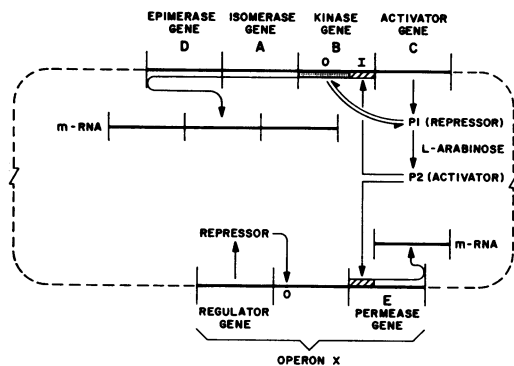 EPIMERASE ISOMERASE KINASE ACTIVATOR
GENE GENE GENE GENE
D A B C
O I
m-RNA
P1 (REPRESSOR)
L-ARABINOSE
P2 (ACTIVATOR)
REPRESSOR
m-RNA
O
E
REGULATOR PERMEASE
GENE GENE
OPERON X